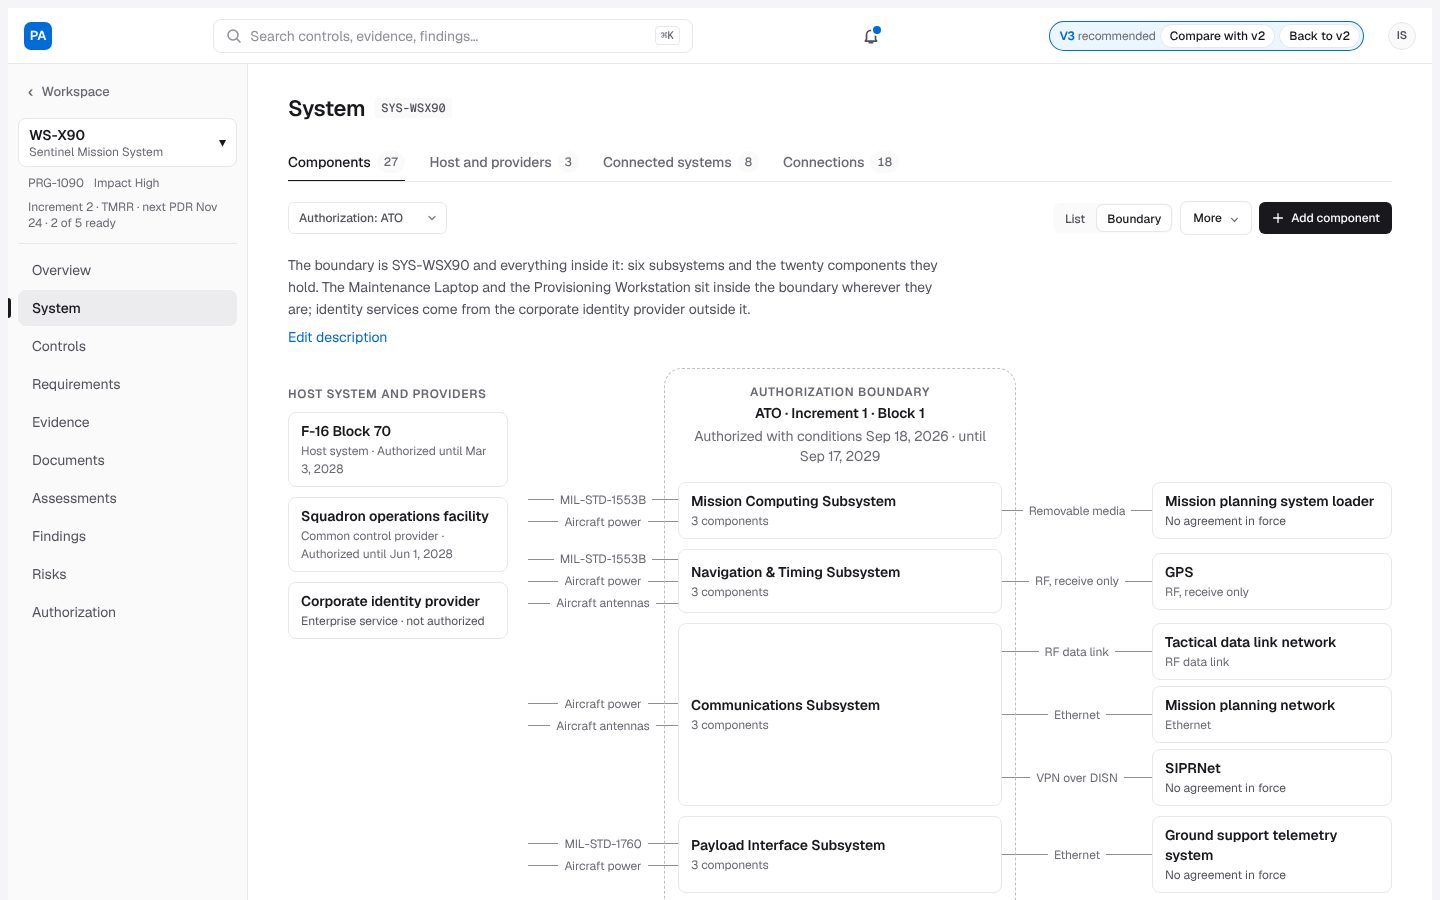 PA
Search controls, evidence, findings...
⌘K
V3 recommended
Compare with v2
Back to v2
IS
‹ Workspace
WS-X90
Sentinel Mission System
PRG-1090 Impact High
Increment 2 · TMRR · next PDR Nov
24 · 2 of 5 ready
Overview
System
Controls
Requirements
Evidence
Documents
Assessments
Findings
Risks
Authorization
System SYS-WSX90
Components 27
Host and providers 3
Connected systems 8
Connections 18
Authorization: ATO
List
Boundary
More
+ Add component
The boundary is SYS-WSX90 and everything inside it: six subsystems and the twenty components they
hold. The Maintenance Laptop and the Provisioning Workstation sit inside the boundary wherever they
are; identity services come from the corporate identity provider outside it.
Edit description
HOST SYSTEM AND PROVIDERS
F-16 Block 70
Host system · Authorized until Mar
3, 2028
Squadron operations facility
Common control provider ·
Authorized until Jun 1, 2028
Corporate identity provider
Enterprise service · not authorized
AUTHORIZATION BOUNDARY
ATO · Increment 1 · Block 1
Authorized with conditions Sep 18, 2026 · until
Sep 17, 2029
MIL-STD-1553B
Aircraft power
Mission Computing Subsystem
3 components
Removable media
Mission planning system loader
No agreement in force
MIL-STD-1553B
Aircraft power
Aircraft antennas
Navigation & Timing Subsystem
3 components
RF, receive only
GPS
RF, receive only
Aircraft power
Aircraft antennas
Communications Subsystem
3 components
RF data link
Tactical data link network
RF data link
Ethernet
Mission planning network
Ethernet
VPN over DISN
SIPRNet
No agreement in force
MIL-STD-1760
Aircraft power
Payload Interface Subsystem
3 components
Ethernet
Ground support telemetry
system
No agreement in force